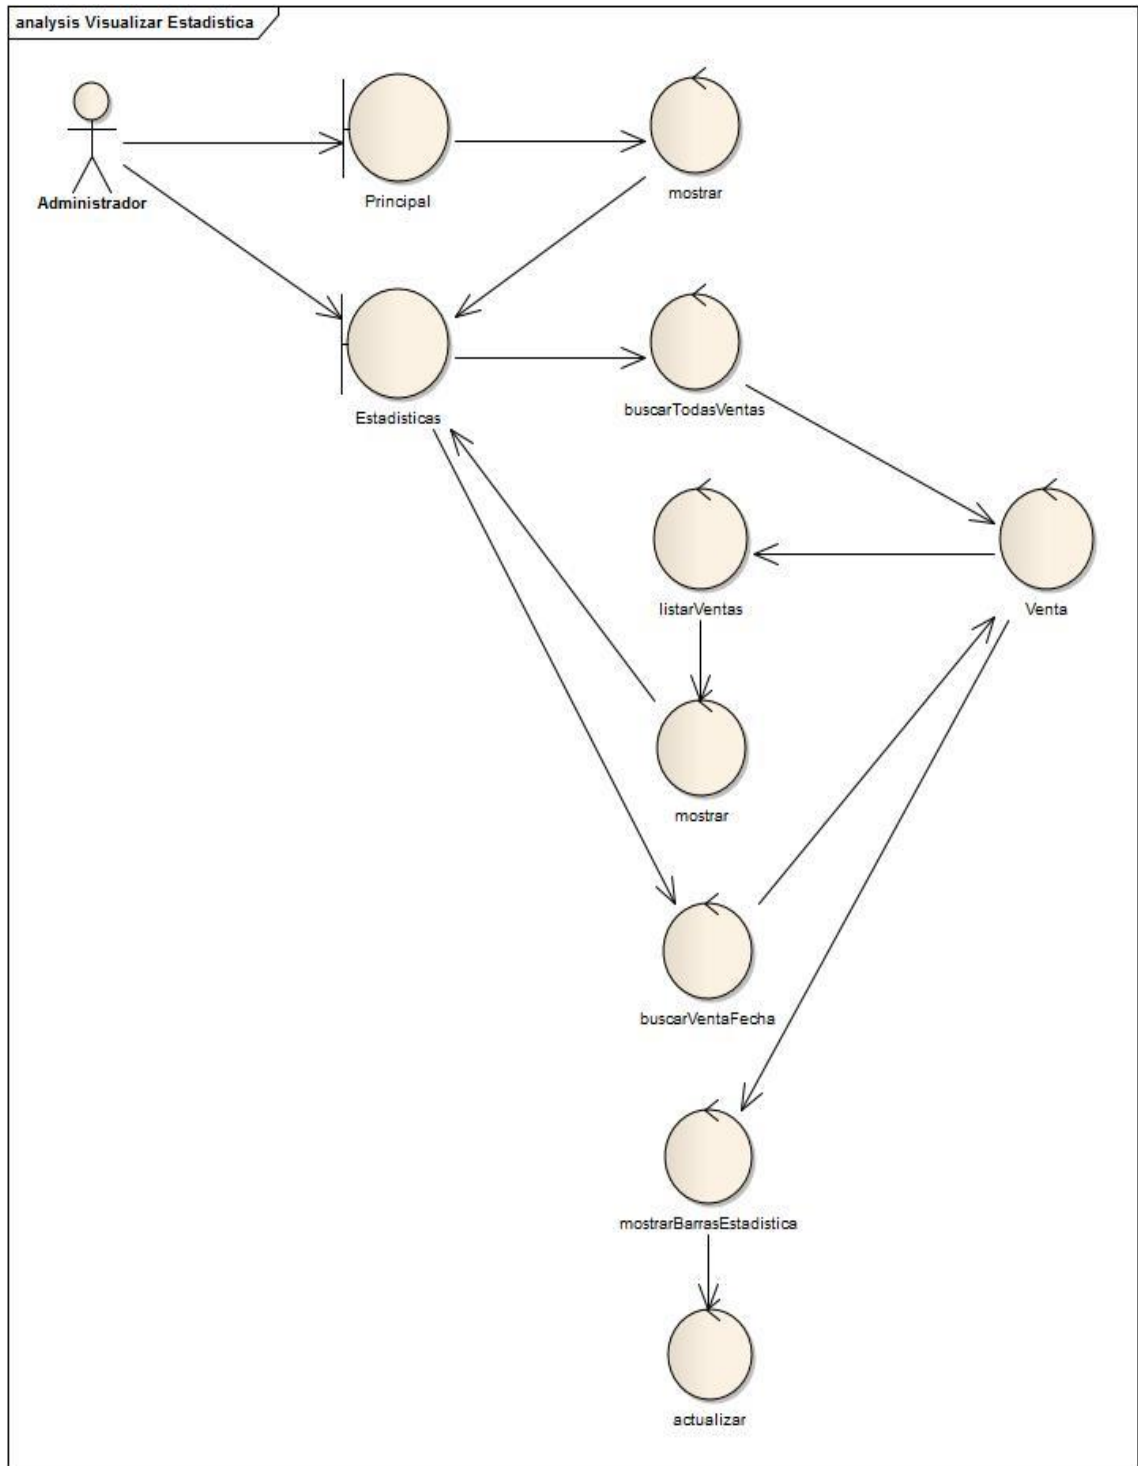 analysis Visualizar Estadistica
Administrador
Principal
mostrar
Estadisticas
buscarTodasVentas
listarVentas
Venta
mostrar
buscarVentaFecha
mostrarBarrasEstadistica
actualizar